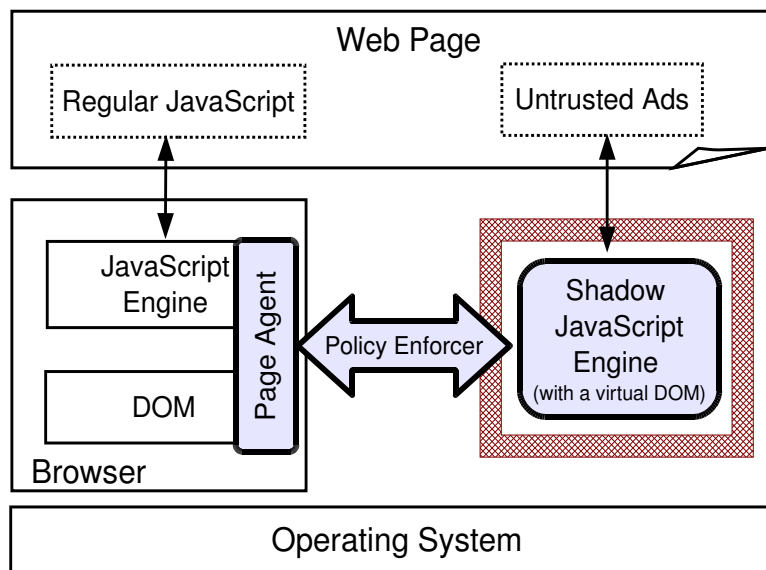 Web Page
Regular JavaScript
Untrusted Ads
JavaScript
Engine
Page Agent
DOM
Browser
Policy Enforcer
Shadow
JavaScript
Engine
(with a virtual DOM)
Operating System